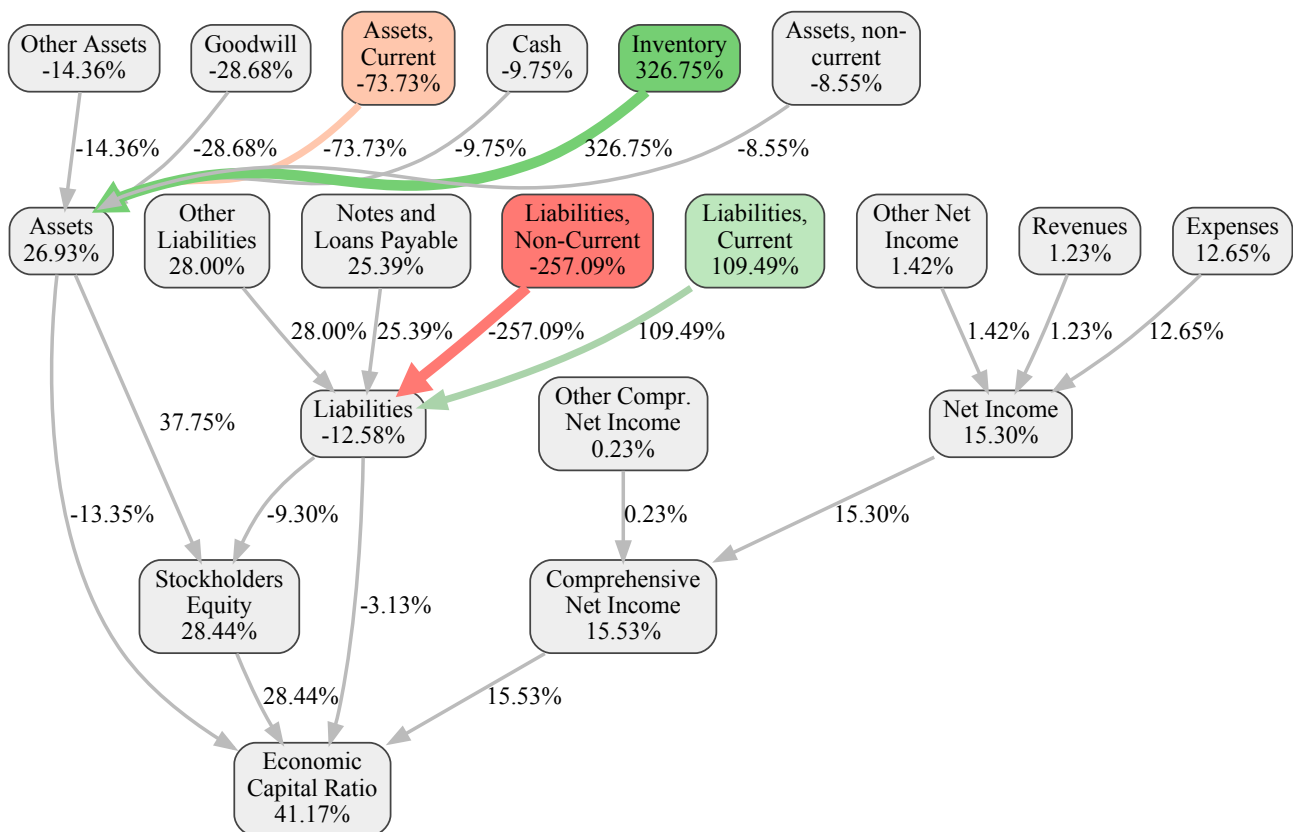 Other Assets
-14.36%
Goodwill
-28.68%
Assets,
Current
-73.73%
Cash
-9.75%
Inventory
326.75%
Assets, non-
current
-8.55%
-14.36%
-28.68%
-73.73%
-9.75%
326.75%
-8.55%
Assets
26.93%
Other
Liabilities
28.00%
Notes and
Loans Payable
25.39%
Liabilities,
Non-Current
-257.09%
Liabilities,
Current
109.49%
Other Net
Income
1.42%
Revenues
1.23%
Expenses
12.65%
28.00%
25.39%
-257.09%
109.49%
1.42%
1.23%
12.65%
Liabilities
-12.58%
Other Compr.
Net Income
0.23%
Net Income
15.30%
37.75%
-13.35%
-9.30%
0.23%
15.30%
Stockholders
Equity
28.44%
-3.13%
Comprehensive
Net Income
15.53%
28.44%
15.53%
Economic
Capital Ratio
41.17%